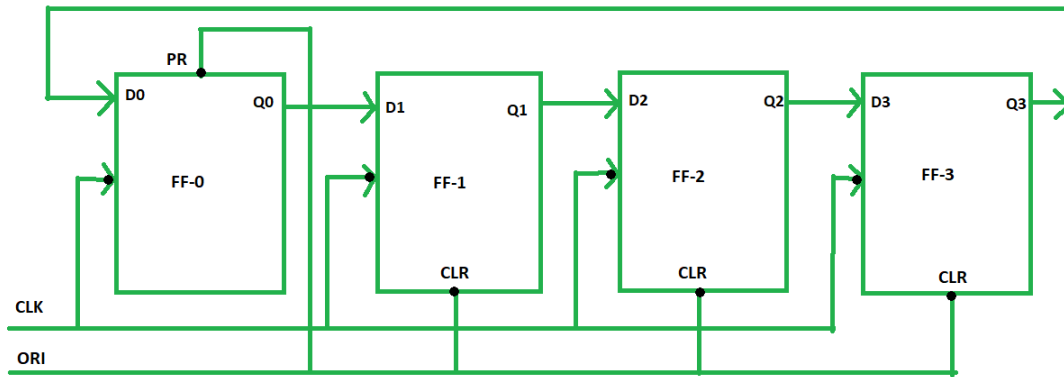 PR
D0
Q0
D1
Q1
D2
Q2
D3
Q3
FF-0
FF-1
FF-2
FF-3
CLR
CLR
CLR
CLK
ORI